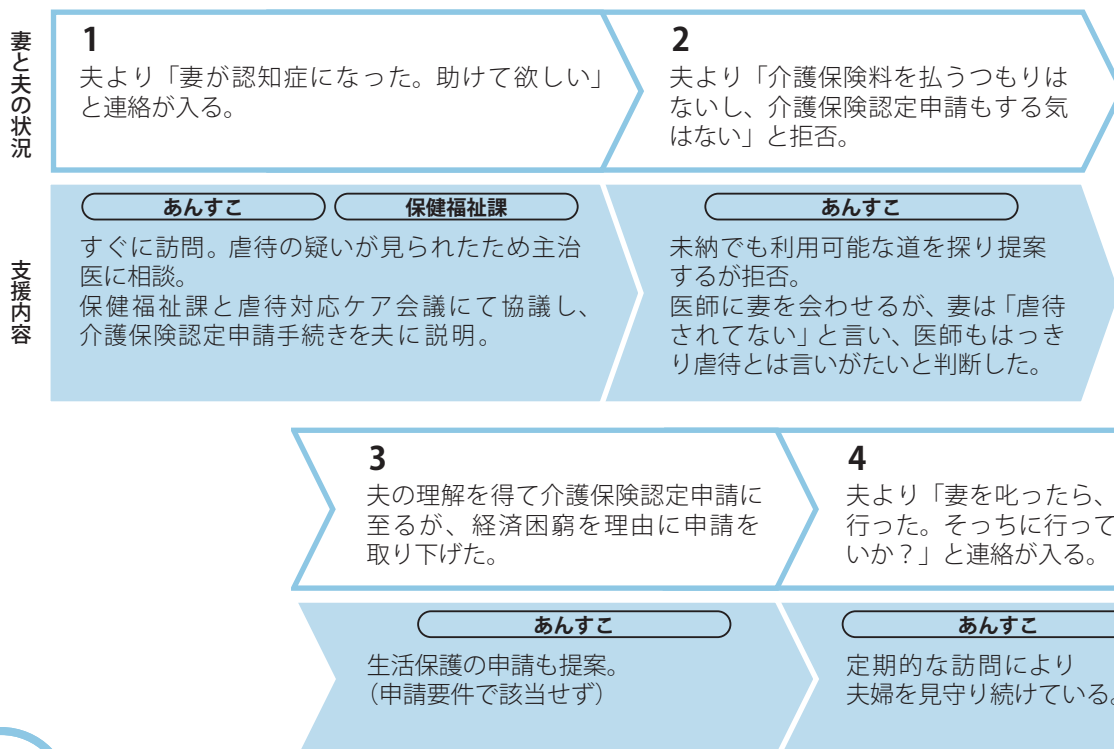 妻と夫の状況
1
夫より「妻が認知症になった。助けて欲しい」
と連絡が入る。
2
夫より「介護保険料を払うつもりは
ないし、介護保険認定申請もする気
はない」と拒否。
支援内容
あんすこ
保健福祉課
すぐに訪問。虐待の疑いが見られたため主治
医に相談。
保健福祉課と虐待対応ケア会議にて協議し、
介護保険認定申請手続きを夫に説明。
あんすこ
未納でも利用可能な道を探り提案
するが拒否。
医師に妻を会わせるが、妻は「虐待
されてない」と言い、医師もはっき
り虐待とは言いがたいと判断した。
3
夫の理解を得て介護保険認定申請に
至るが、経済困窮を理由に申請を
取り下げた。
4
夫より「妻を叱ったら、
行った。そっちに行って
いか？」と連絡が入る。
あんすこ
生活保護の申請も提案。
（申請要件で該当せず）
あんすこ
定期的な訪問により
夫婦を見守り続けている。